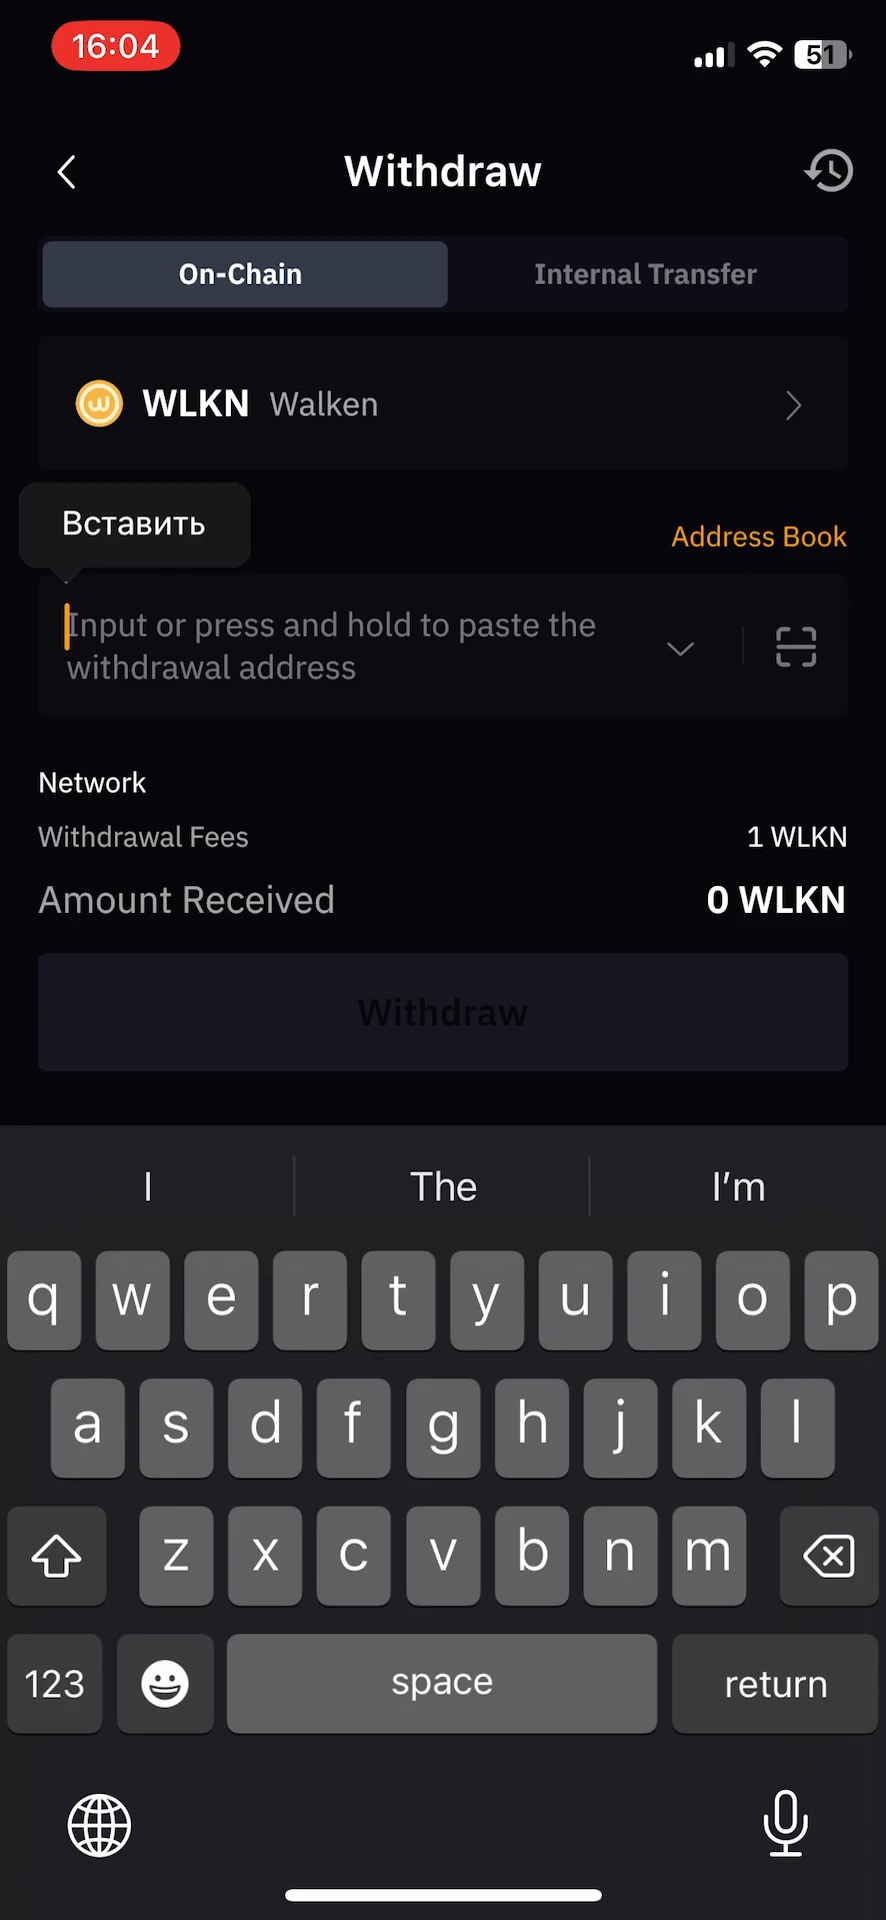 16:04
51
Withdraw
On-Chain
Internal Transfer
WLKN Walken
Вставить
Address Book
Input or press and hold to paste the
withdrawal address
Network
Withdrawal Fees 1 WLKN
Amount Received 0 WLKN
Withdraw
I The I'm
q w e r t y u i o p
a s d f g h j k l
z x c v b n m
123 space return